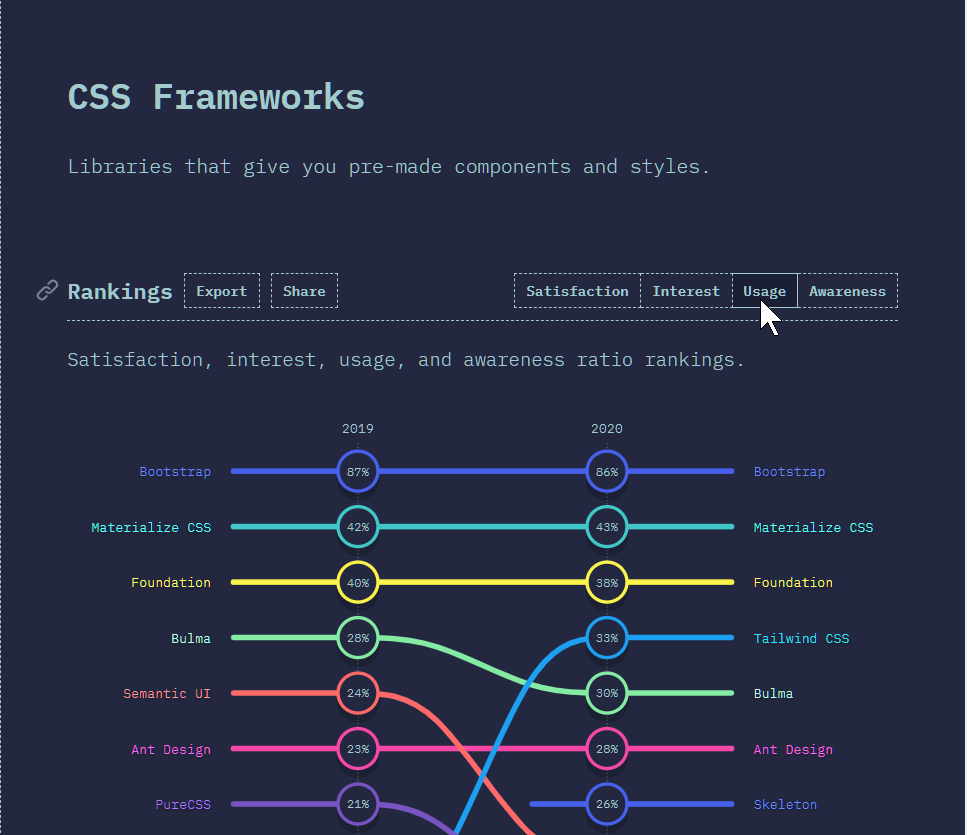 CSS Frameworks
Libraries that give you pre-made components and styles.
Rankings Export Share Satisfaction Interest Usage Awareness
Satisfaction, interest, usage, and awareness ratio rankings.
2019 2020
Bootstrap 87% 86% Bootstrap
Materialize CSS 42% 43% Materialize CSS
Foundation 40% 38% Foundation
Bulma 28% 33% Tailwind CSS
Semantic UI 24% 30% Bulma
Ant Design 23% 28% Ant Design
PureCSS 21% 26% Skeleton